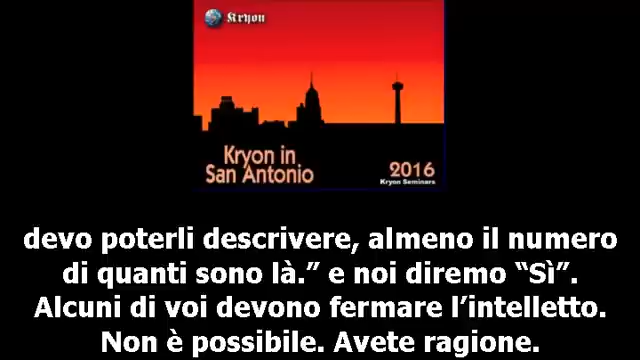 Kryon
Kryon in
San Antonio
2016
Kryon Seminars
devo poterli descrivere, almeno il numero
di quanti sono là.” e noi diremo “Sì”.
Alcuni di voi devono fermare l’intelletto.
Non è possibile. Avete ragione.